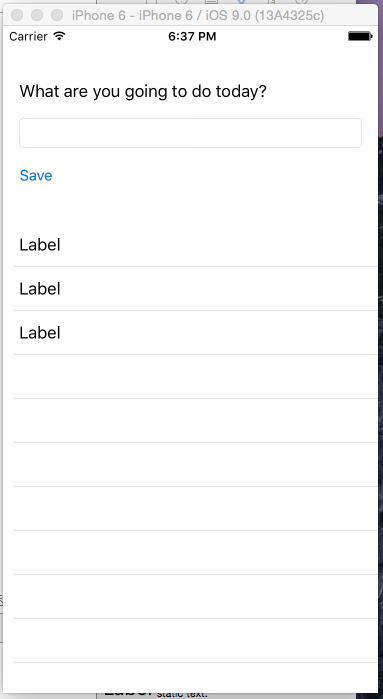 iPhone 6 - iPhone 6 / iOS 9.0 (13A4325c)
Carrier 6:37 PM
What are you going to do today?
Save
Label
Label
Label
Label static text.